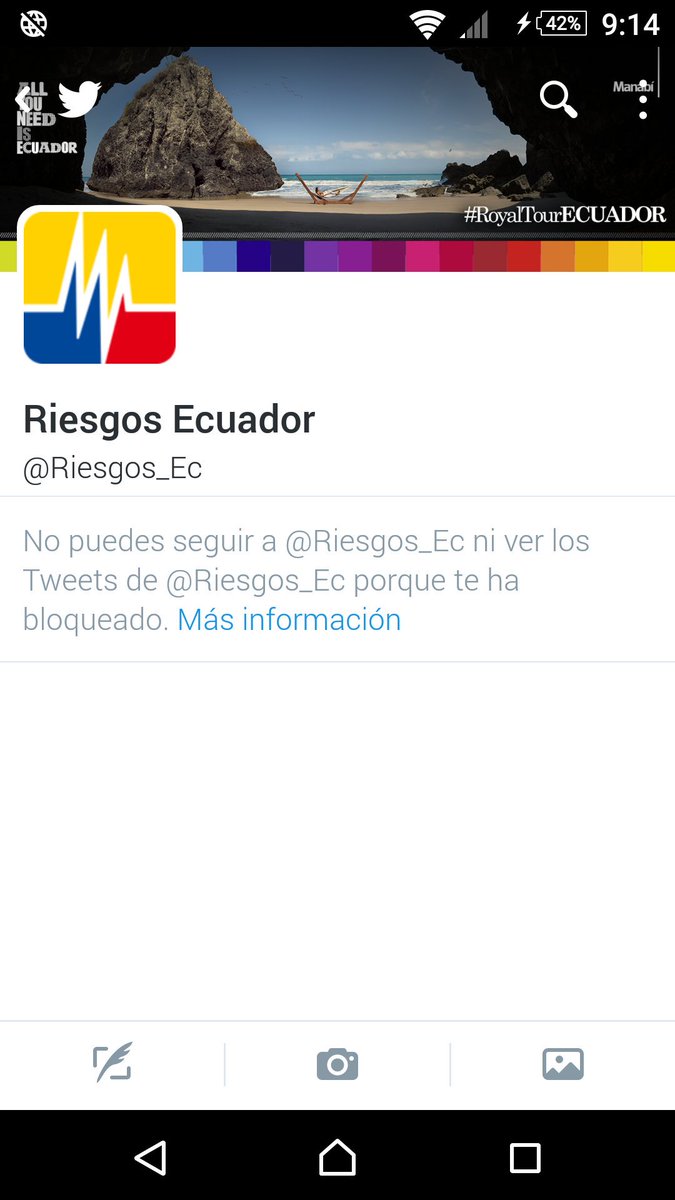 42% 9:14
ALL
YOU
NEED
IS
ECUADOR
Manabí
#RoyalTourECUADOR
Riesgos Ecuador
@Riesgos_Ec
No puedes seguir a @Riesgos_Ec ni ver los
Tweets de @Riesgos_Ec porque te ha
bloqueado. Más información